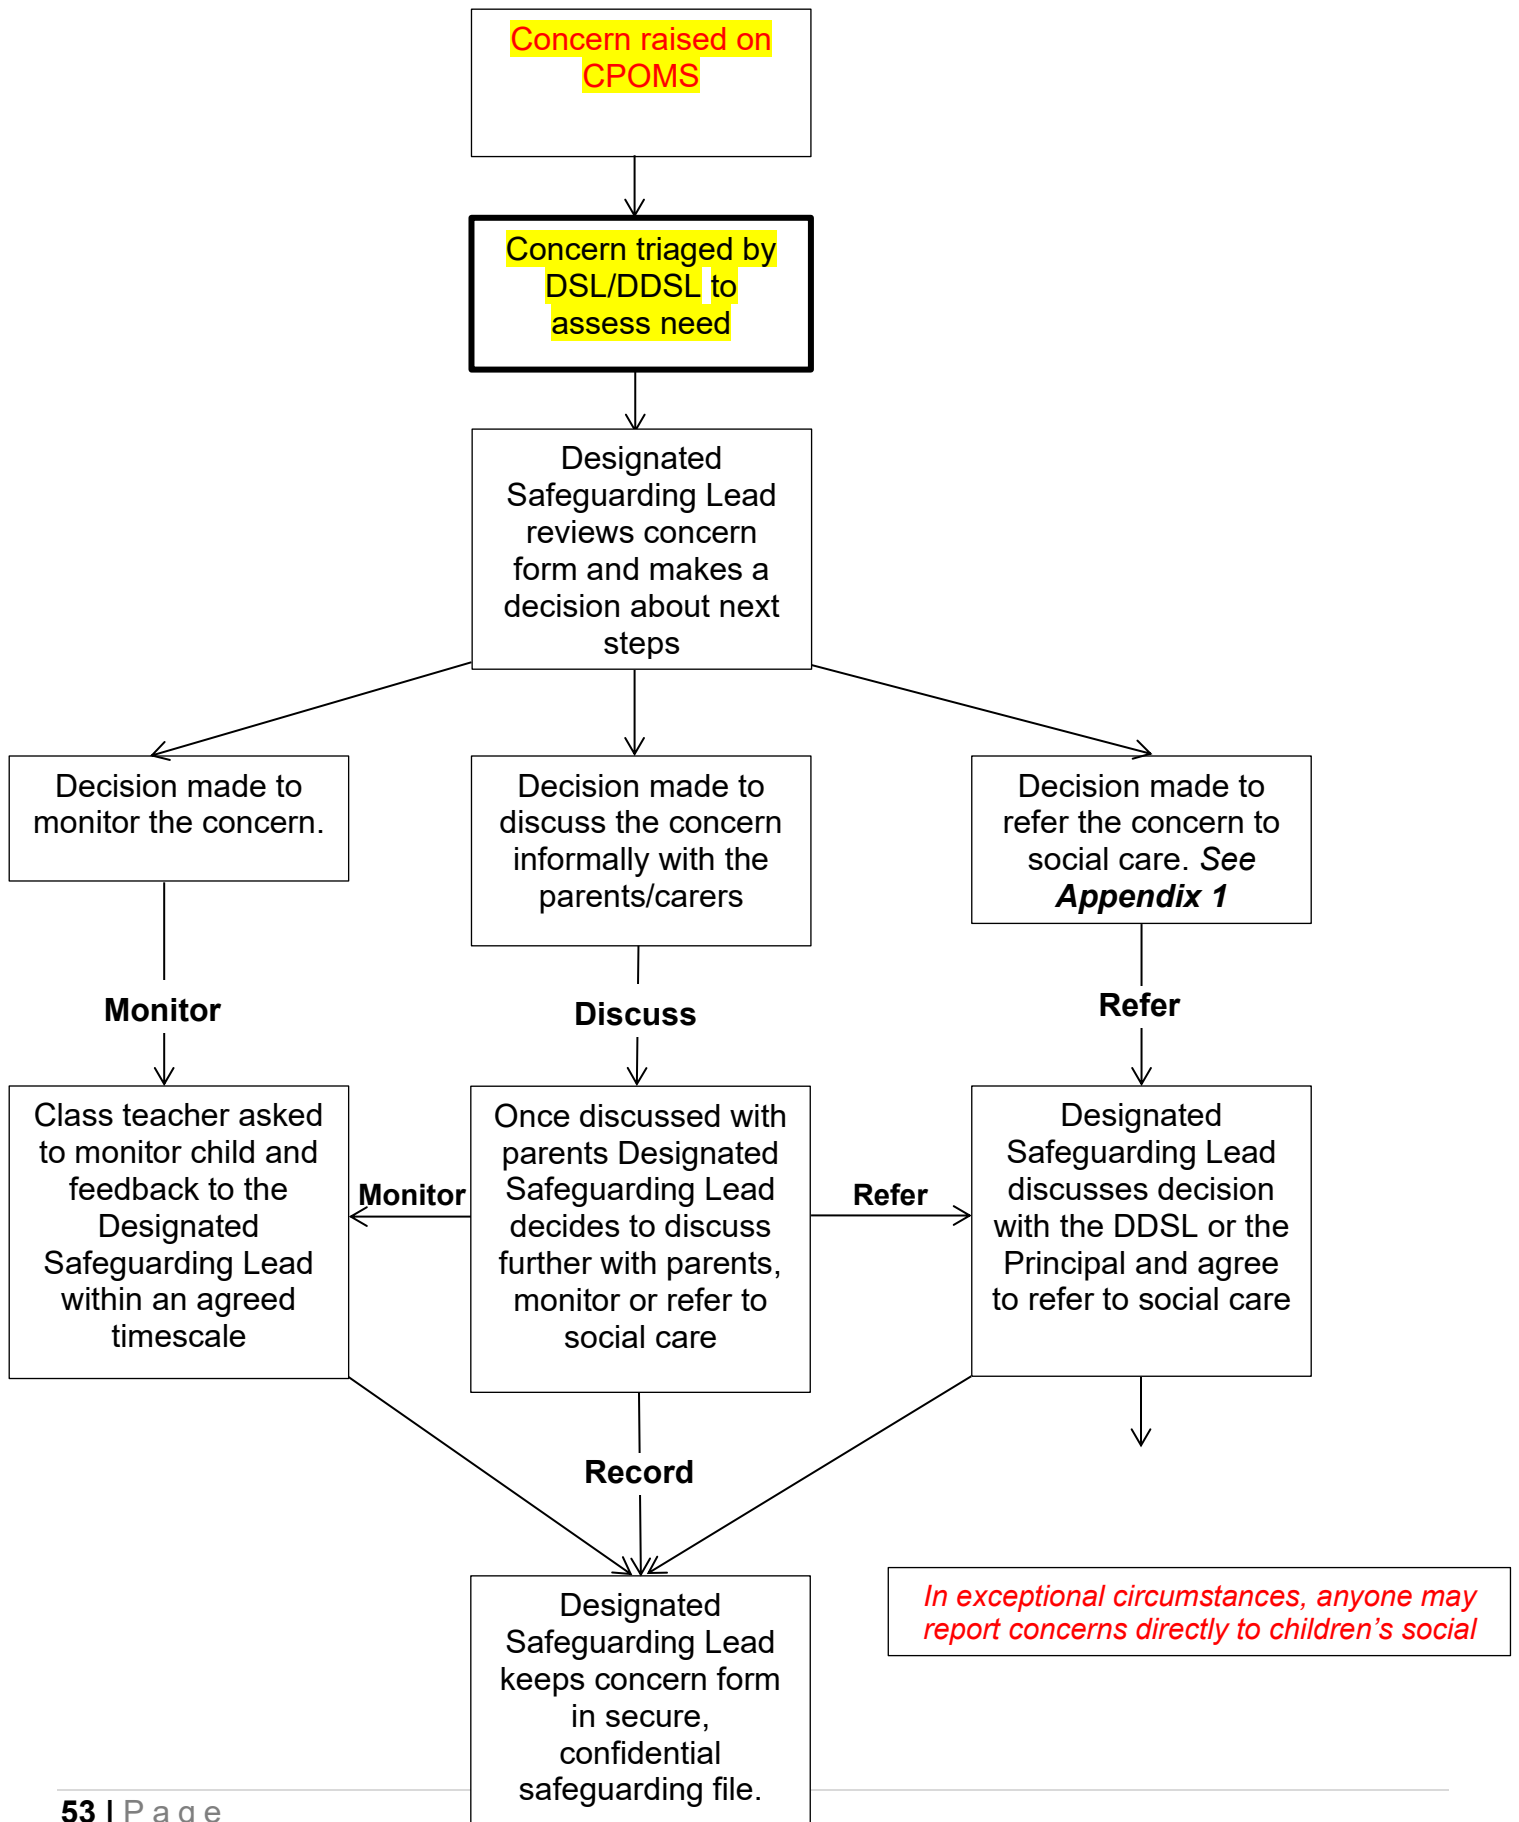 Concern raised on
CPOMS
Concern triaged by
DSL/DDSL to
assess need
Designated
Safeguarding Lead
reviews concern
form and makes a
decision about next
steps
Decision made to
monitor the concern.
Decision made to
discuss the concern
informally with the
parents/carers
Decision made to
refer the concern to
social care. See
Appendix 1
Monitor
Discuss
Refer
Class teacher asked
to monitor child and
feedback to the
Designated
Safeguarding Lead
within an agreed
timescale
Monitor
Once discussed with
parents Designated
Safeguarding Lead
decides to discuss
further with parents,
monitor or refer to
social care
Refer
Designated
Safeguarding Lead
discusses decision
with the DDSL or the
Principal and agree
to refer to social care
Record
Designated
Safeguarding Lead
keeps concern form
in secure,
confidential
safeguarding file.
In exceptional circumstances, anyone may
report concerns directly to children’s social
53 | Page